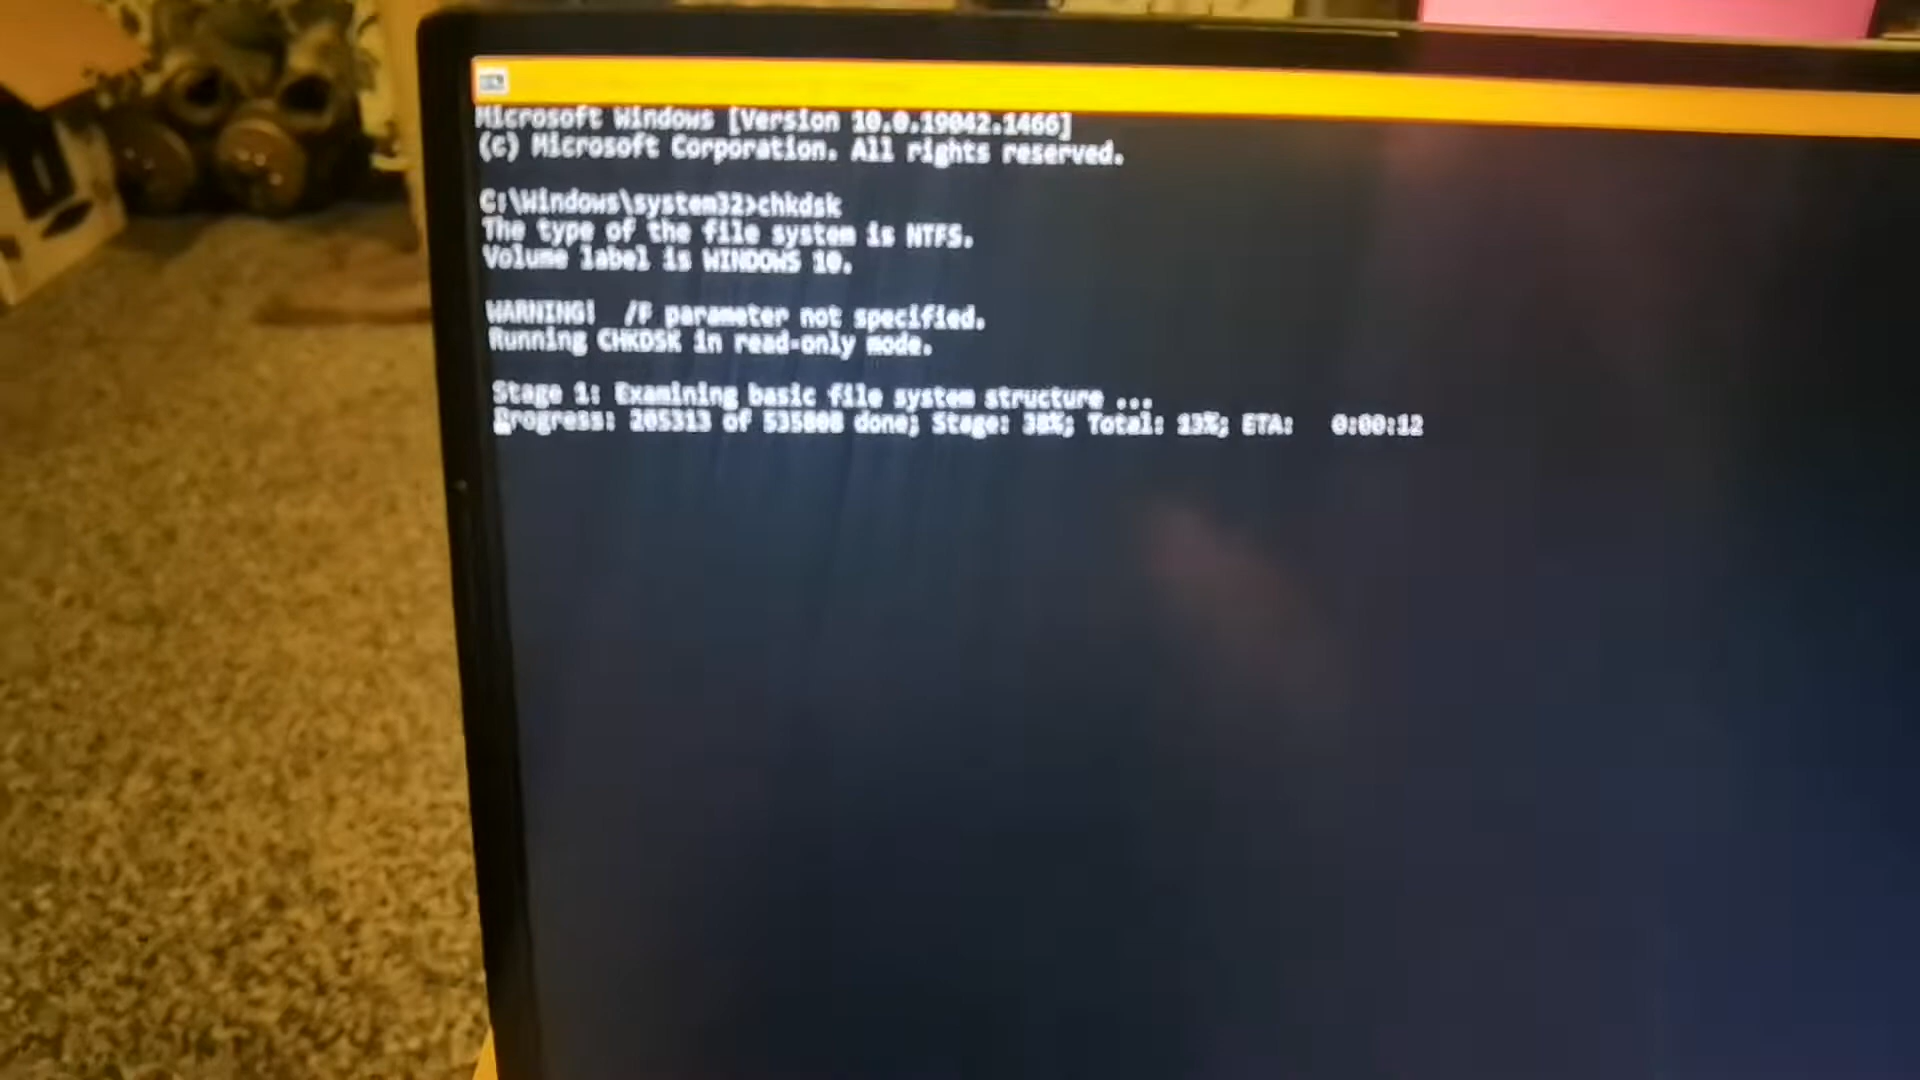 Microsoft Windows [Version 10.0.19042.1466]
(c) Microsoft Corporation. All rights reserved.
C:\Windows\system32>chkdsk
The type of the file system is NTFS.
Volume label is WINDOWS 10.
WARNING!  /F parameter not specified.
Running CHKDSK in read-only mode.
Stage 1: Examining basic file system structure ...
Progress: 205313 of 535808 done; Stage: 38%; Total: 13%; ETA:   0:00:12